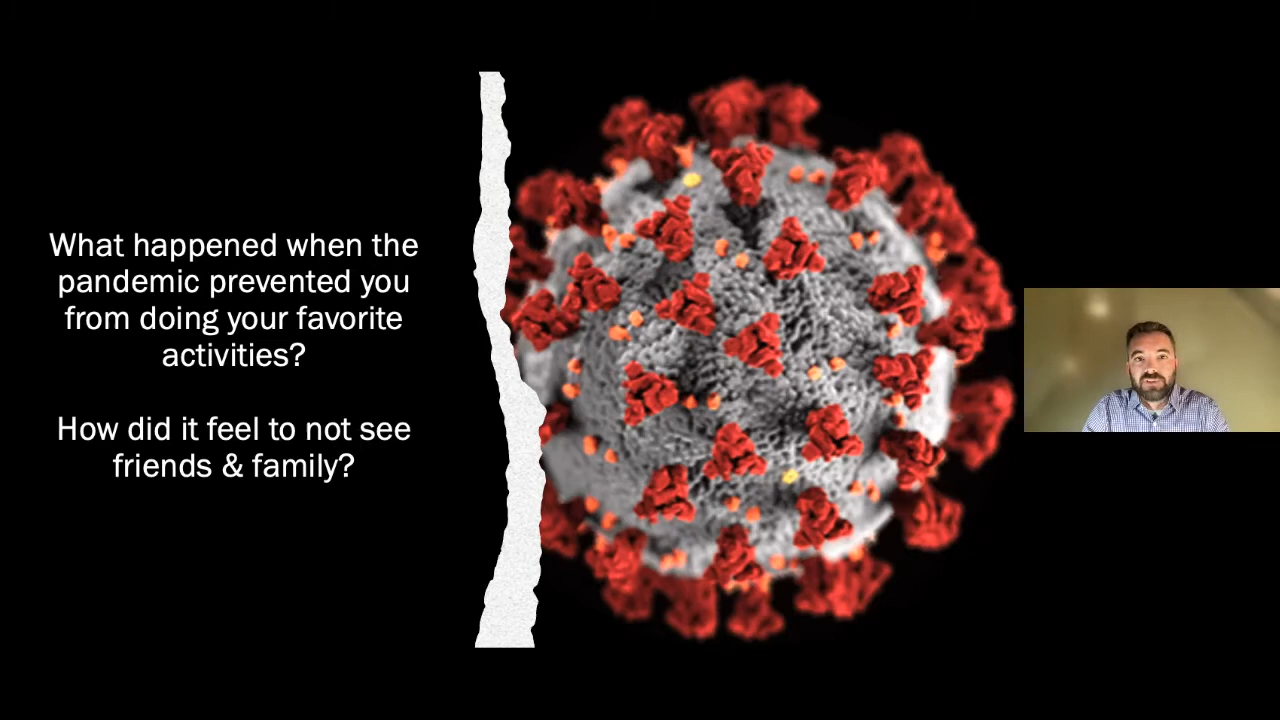 What happened when the
pandemic prevented you
from doing your favorite
activities?
How did it feel to not see
friends & family?